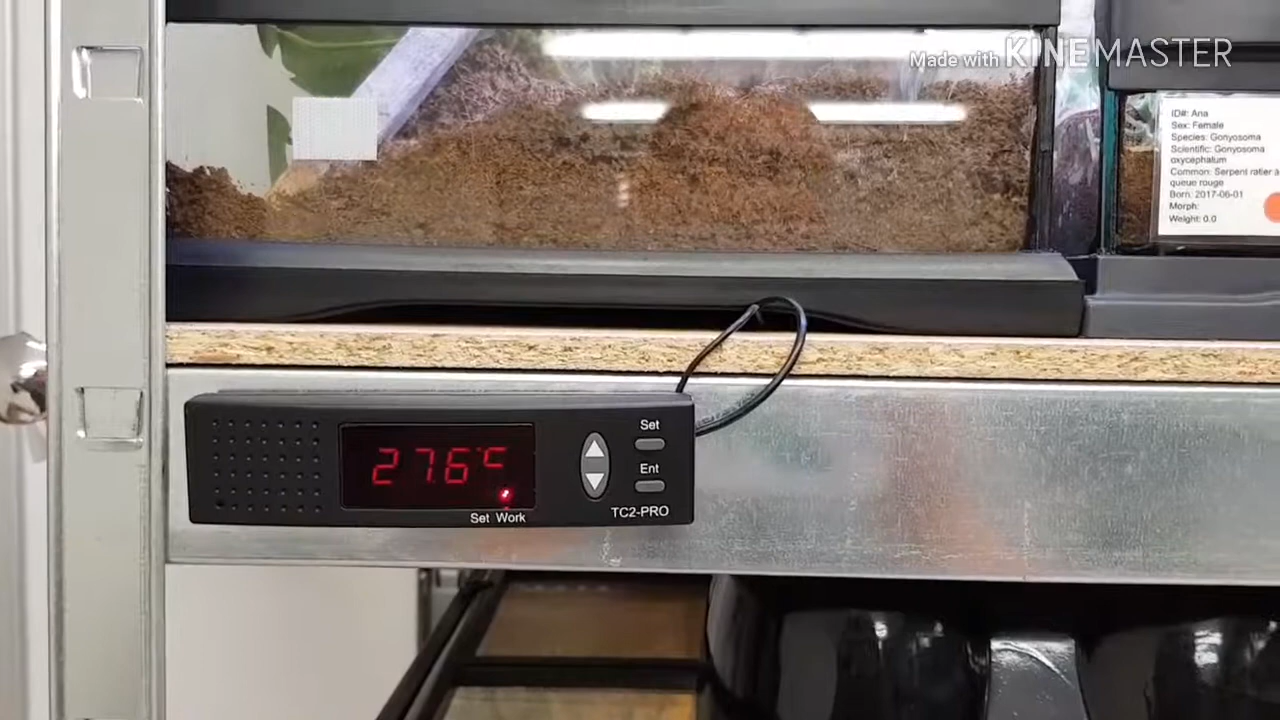 Made with KINEMASTER
ID#: Ana
Sex: Female
Species: Gonyosoma
Scientific: Gonyosoma
oxycephalum
Common: Serpent ratier à
queue rouge
Born: 2017-06-01
Morph:
Weight: 0.0
Set
27.6°C
Ent
Set Work
TC2-PRO